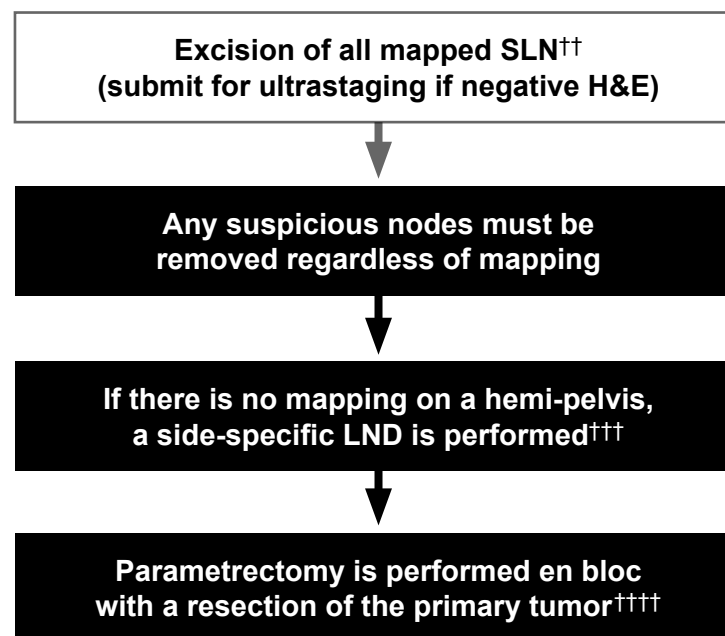 Excision of all mapped SLN††
(submit for ultrastaging if negative H&E)
Any suspicious nodes must be
removed regardless of mapping
If there is no mapping on a hemi-pelvis,
a side-specific LND is performed†††
Parametrectomy is performed en bloc
with a resection of the primary tumor††††